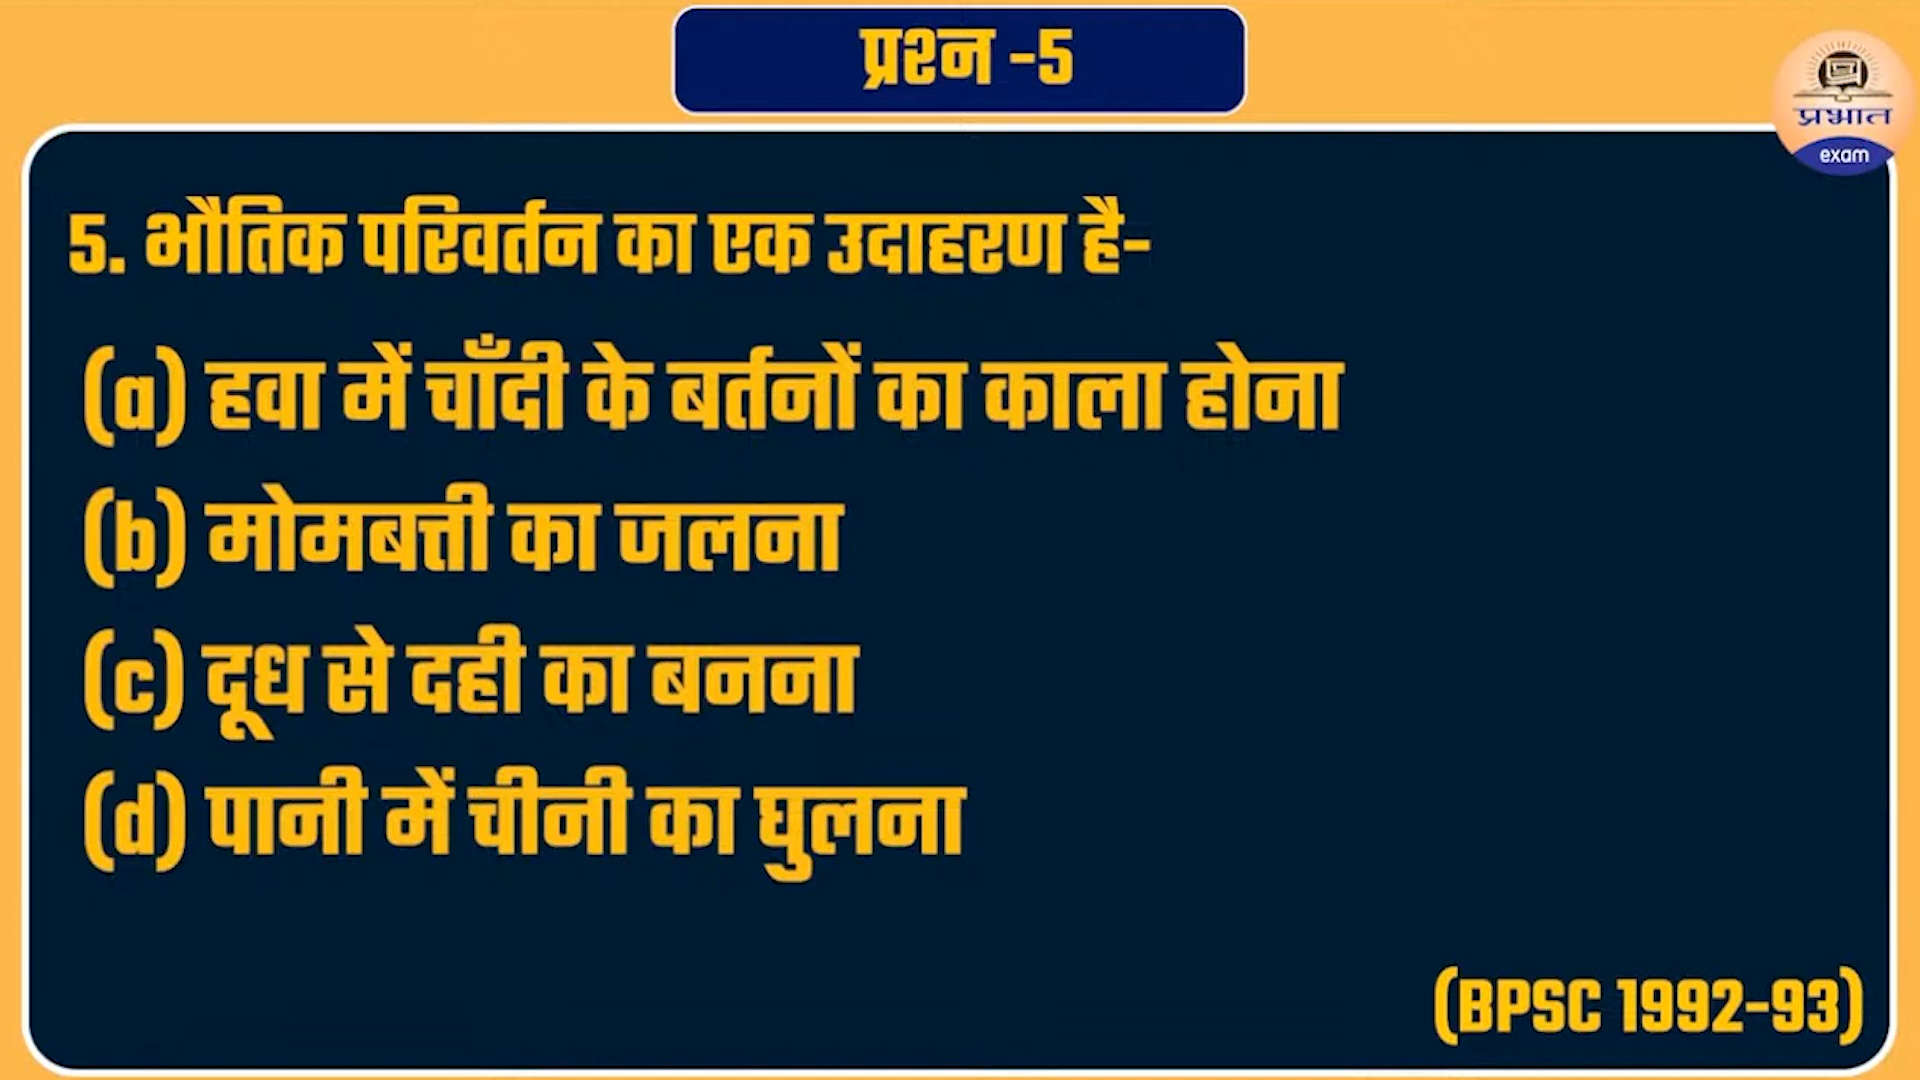 प्रश्न -5
प्रभात
exam
5. भौतिक परिवर्तन का एक उदाहरण है-
(a) हवा में चाँदी के बर्तनों का काला होना
(b) मोमबत्ती का जलना
(c) दूध से दही का बनना
(d) पानी में चीनी का घुलना
(BPSC 1992-93)